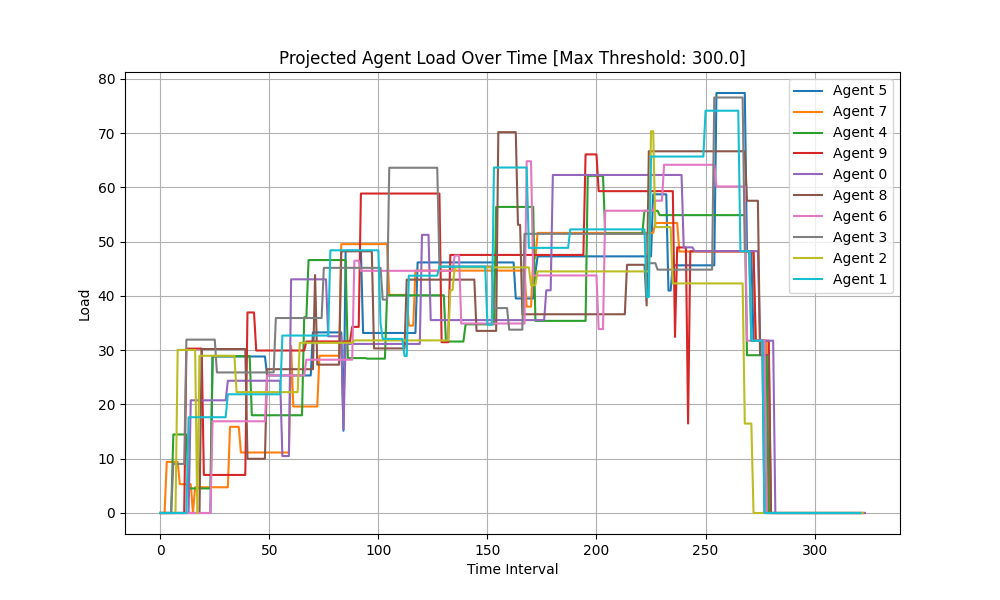 Projected Agent Load Over Time [Max Threshold: 300.0]
Load
80
70
60
50
40
30
20
10
0
0 50 100 150 200 250 300
Time Interval
Agent 5
Agent 7
Agent 4
Agent 9
Agent 0
Agent 8
Agent 6
Agent 3
Agent 2
Agent 1